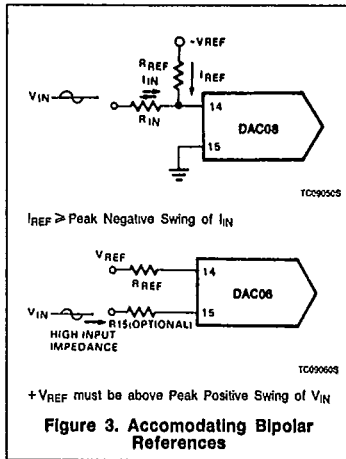 -VREF
RREF
IIN
IREF
VIN
RIN
14
DAC08
15
TC09050S
IREF ≥ Peak Negative Swing of IIN
VREF
RREF
14
DAC08
VIN
R15(OPTIONAL)
15
HIGH INPUT
IMPEDANCE
TC09060S
+VREF must be above Peak Positive Swing of VIN
Figure 3. Accomodating Bipolar
References